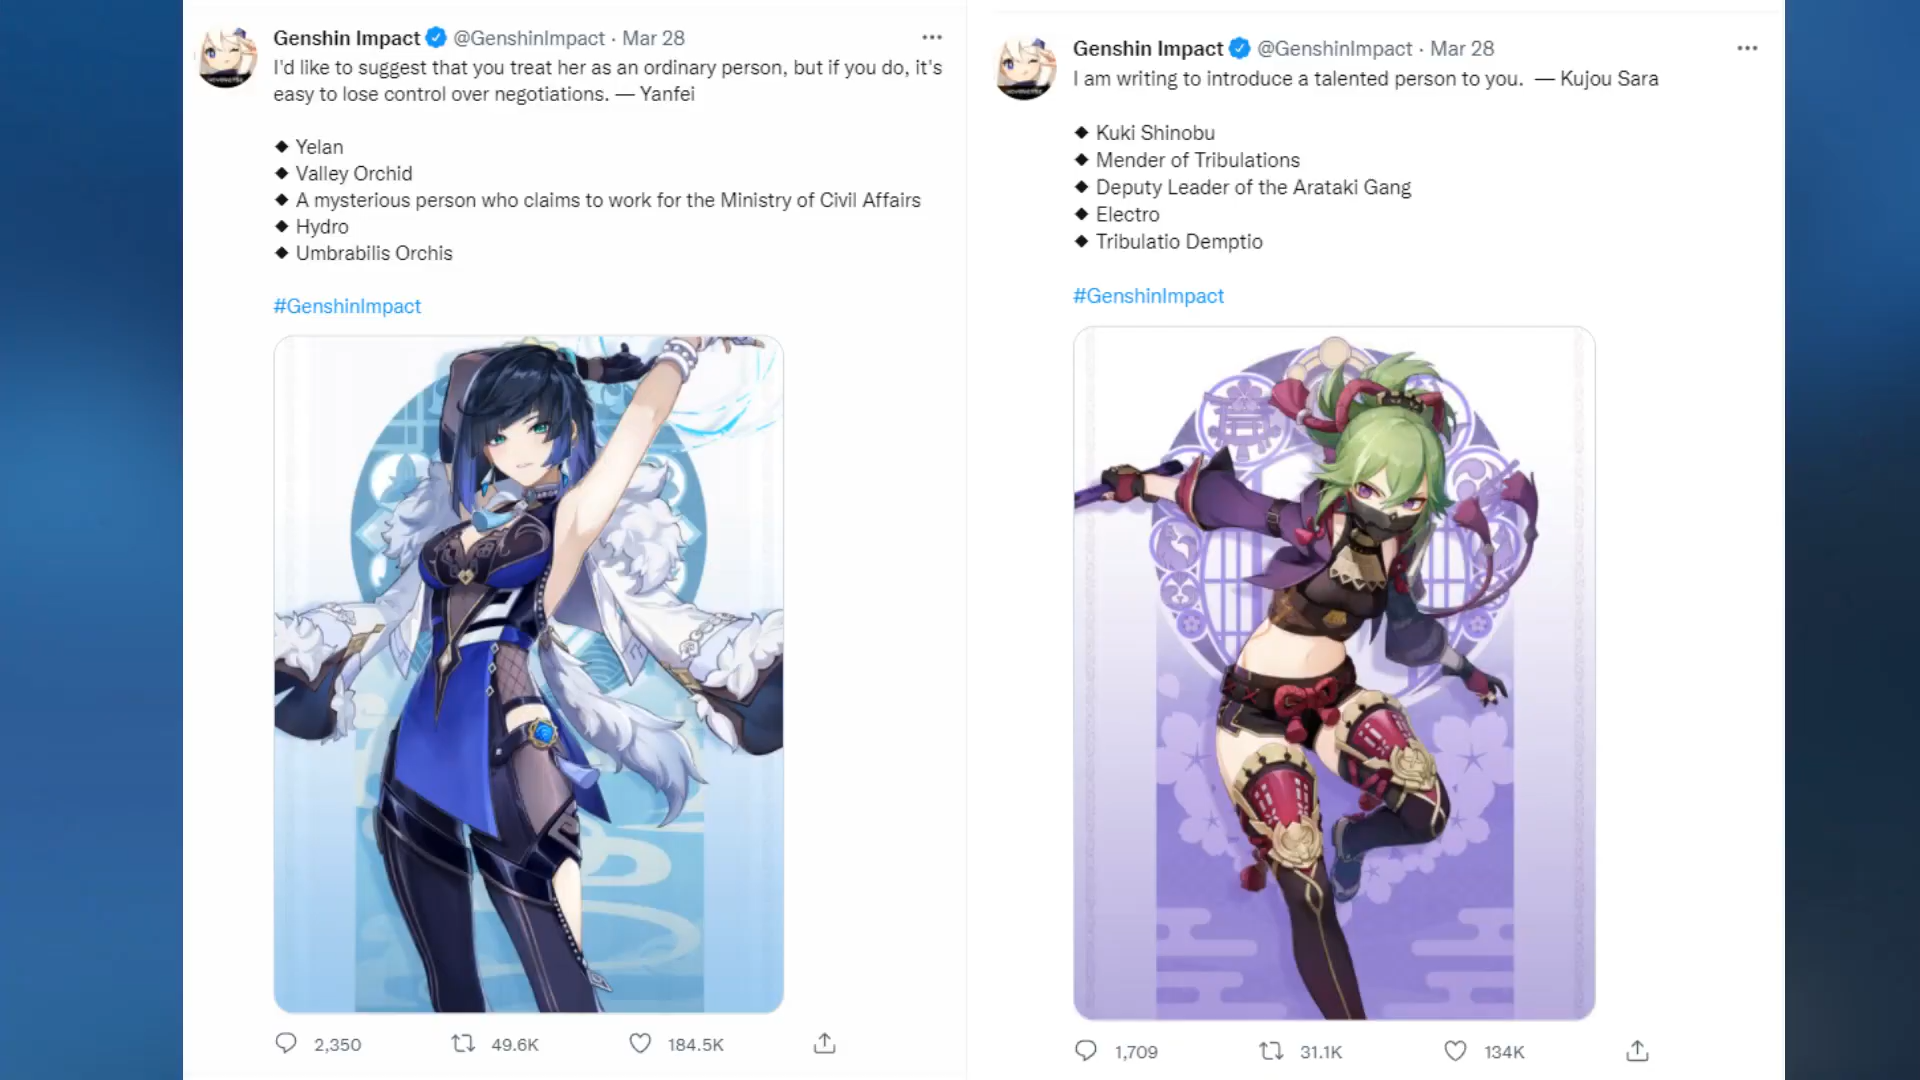 Genshin Impact @GenshinImpact · Mar 28
I'd like to suggest that you treat her as an ordinary person, but if you do, it's
easy to lose control over negotiations. — Yanfei
◆ Yelan
◆ Valley Orchid
◆ A mysterious person who claims to work for the Ministry of Civil Affairs
◆ Hydro
◆ Umbrabilis Orchis
#GenshinImpact
2,350 49.6K 184.5K
Genshin Impact @GenshinImpact · Mar 28
I am writing to introduce a talented person to you. — Kujou Sara
◆ Kuki Shinobu
◆ Mender of Tribulations
◆ Deputy Leader of the Arataki Gang
◆ Electro
◆ Tribulatio Demptio
#GenshinImpact
1,709 31.1K 134K